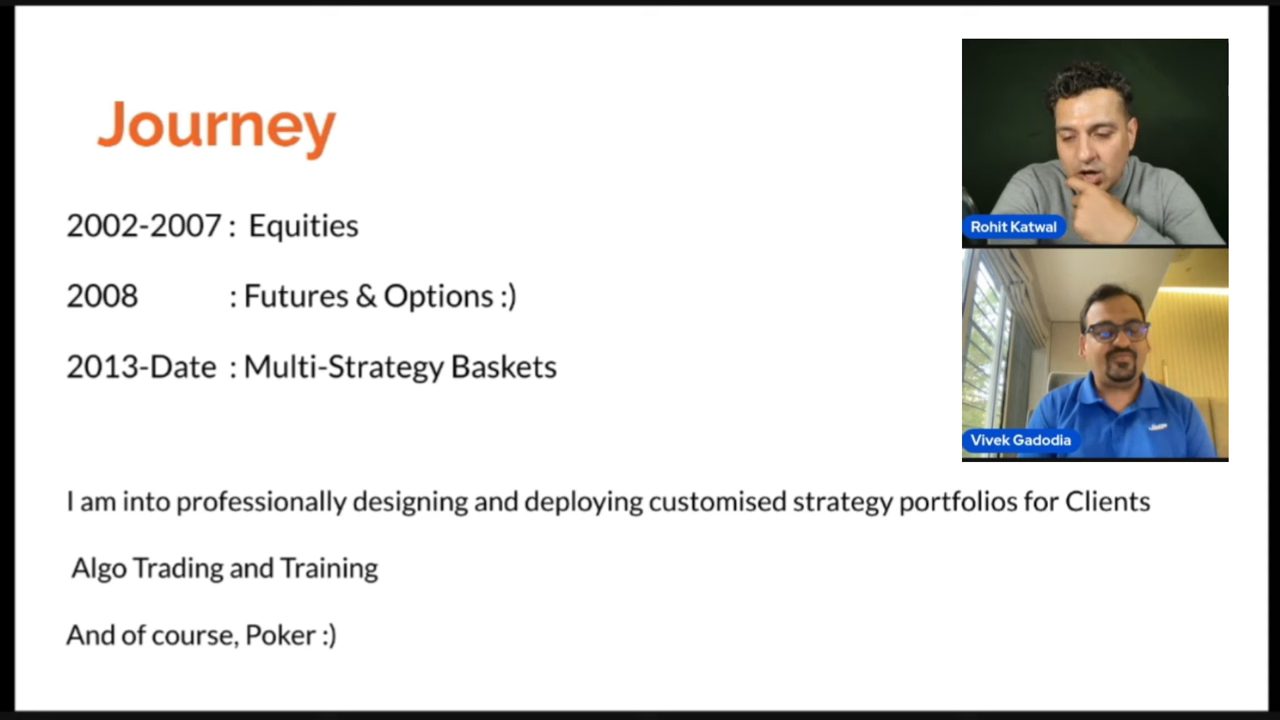 Journey
2002-2007 : Equities
2008 : Futures & Options :)
2013-Date : Multi-Strategy Baskets
I am into professionally designing and deploying customised strategy portfolios for Clients
Algo Trading and Training
And of course, Poker :)
Rohit Katwal
Vivek Gadodia